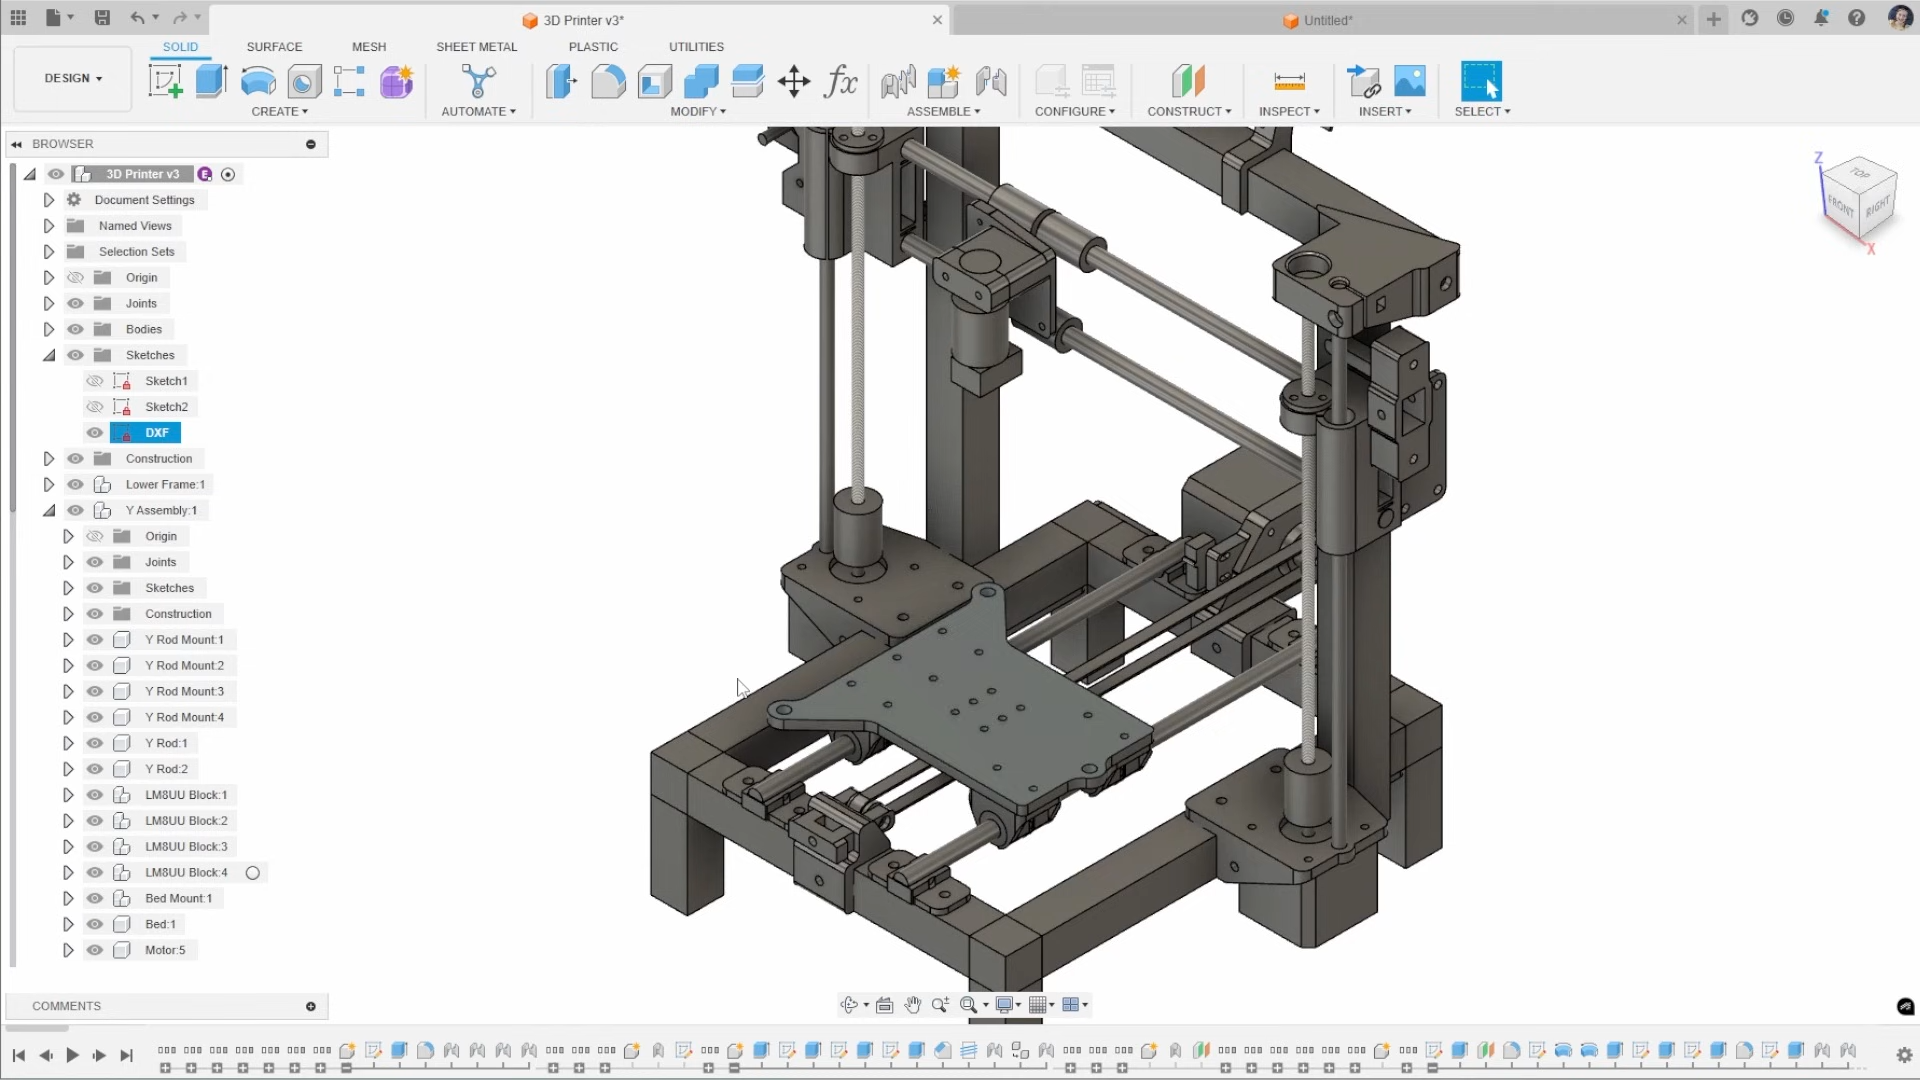 3D Printer v3*
Untitled*
DESIGN
SOLID
SURFACE
MESH
SHEET METAL
PLASTIC
UTILITIES
fx
CREATE
AUTOMATE
MODIFY
ASSEMBLE
CONFIGURE
CONSTRUCT
INSPECT
INSERT
SELECT
BROWSER
3D Printer v3
E
Document Settings
Named Views
Selection Sets
Origin
Joints
Bodies
Sketches
Sketch1
Sketch2
DXF
Construction
Lower Frame:1
Y Assembly:1
Origin
Joints
Sketches
Construction
Y Rod Mount:1
Y Rod Mount:2
Y Rod Mount:3
Y Rod Mount:4
Y Rod:1
Y Rod:2
LM8UU Block:1
LM8UU Block:2
LM8UU Block:3
LM8UU Block:4
Bed Mount:1
Bed:1
Motor:5
Z
TOP
FRONT
RIGHT
X
COMMENTS